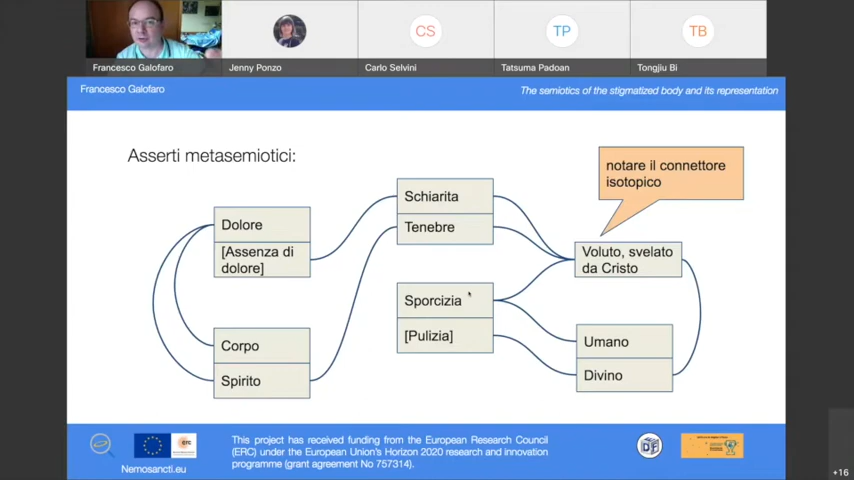 CS
TP
TB
Francesco Galofaro
Jenny Ponzo
Carlo Selvini
Tatsuma Padoan
Tongjiu Bi
Francesco Galofaro
The semiotics of the stigmatized body and its representation
Asserti metasemiotici:
notare il connettore
isotopico
Schiarita
Tenebre
Dolore
[Assenza di
dolore]
Voluto, svelato
da Cristo
Sporcizia
[Pulizia]
Corpo
Spirito
Umano
Divino
This project has received funding from the European Research Council
(ERC) under the European Union's Horizon 2020 research and innovation
programme (grant agreement No 757314).
Nemosancti.eu
erc
+16